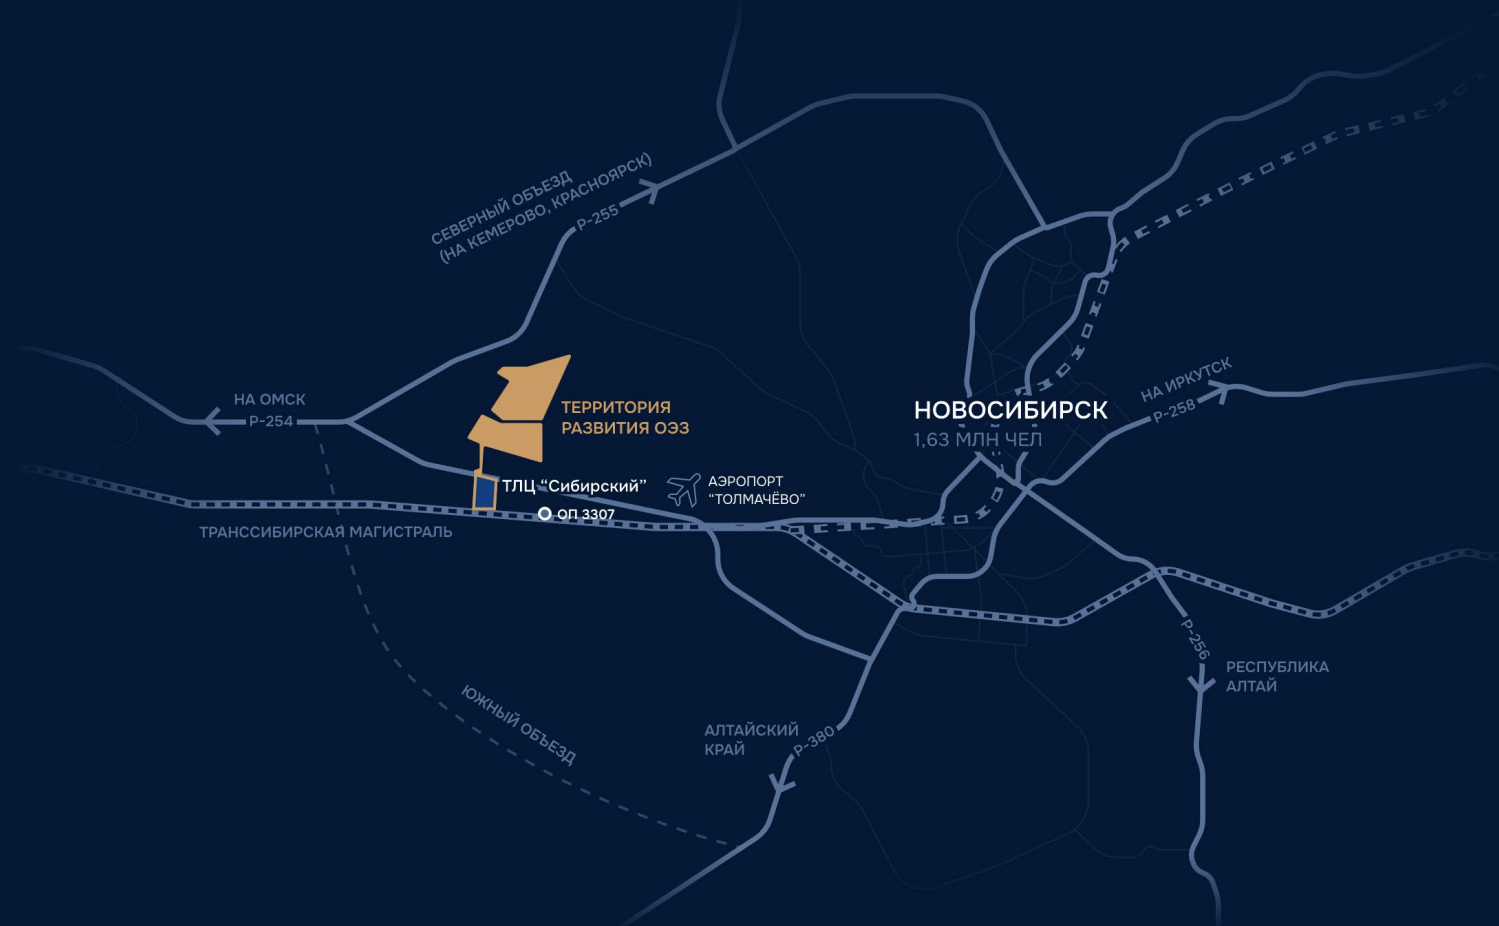 СЕВЕРНЫЙ ОБЪЕЗД
(НА КЕМЕРОВО, КРАСНОЯРСК)
Р-255
НА ОМСК
Р-254
ТЕРРИТОРИЯ
РАЗВИТИЯ ОЭЗ
НА ИРКУТСК
Р-258
НОВОСИБИРСК
1,63 МЛН ЧЕЛ
ТЛЦ “Сибирский”
ОП 3307
АЭРОПОРТ
“ТОЛМАЧЁВО”
ТРАНССИБИРСКАЯ МАГИСТРАЛЬ
ЮЖНЫЙ ОБЪЕЗД
АЛТАЙСКИЙ
КРАЙ
Р-380
Р-256
РЕСПУБЛИКА
АЛТАЙ